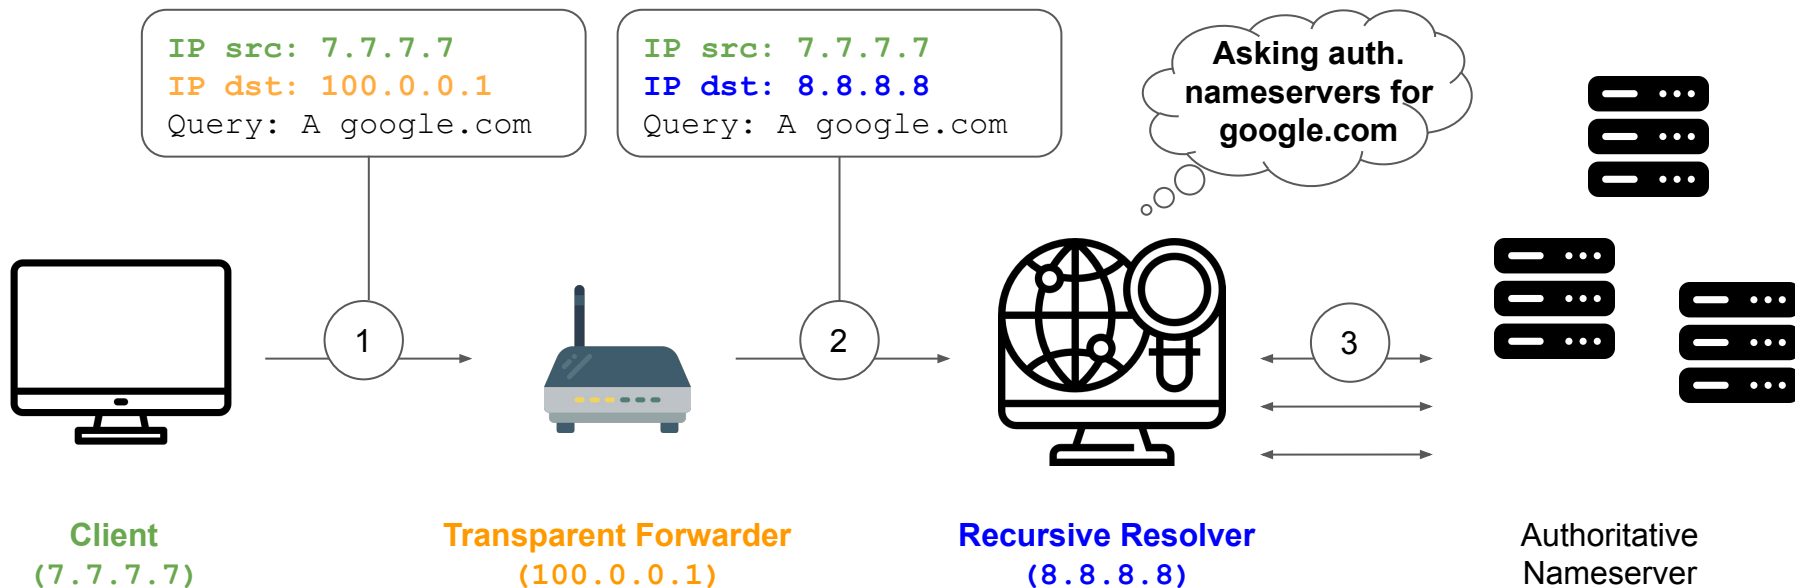 IP src: 7.7.7.7
IP dst: 100.0.0.1
Query: A google.com
IP src: 7.7.7.7
IP dst: 8.8.8.8
Query: A google.com
Asking auth.
nameservers for
google.com
1
2
3
Client
(7.7.7.7)
Transparent Forwarder
(100.0.0.1)
Recursive Resolver
(8.8.8.8)
Authoritative
Nameserver